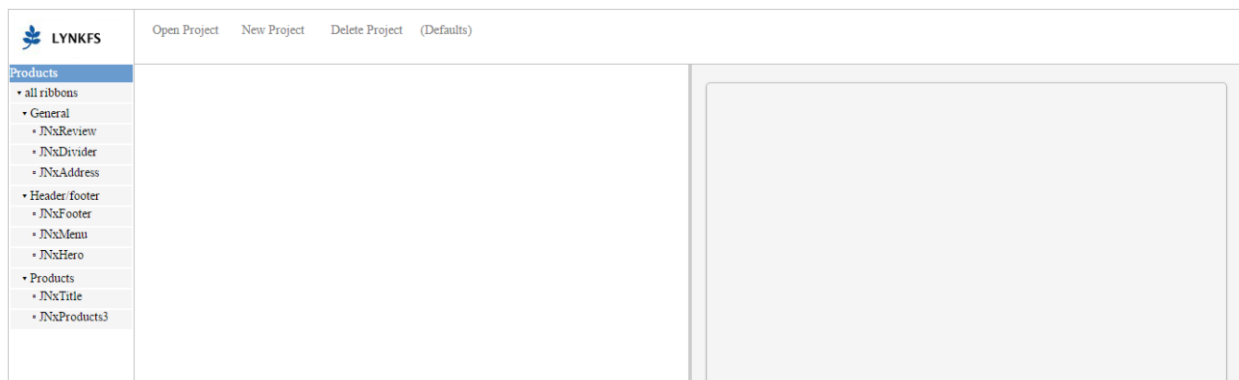 LYNKFS
Open Project New Project Delete Project (Defaults)
Products
all ribbons
General
JNxReview
JNxDivider
JNxAddress
Header/footer
JNxFooter
JNxMenu
JNxHero
Products
JNxTitle
JNxProducts3